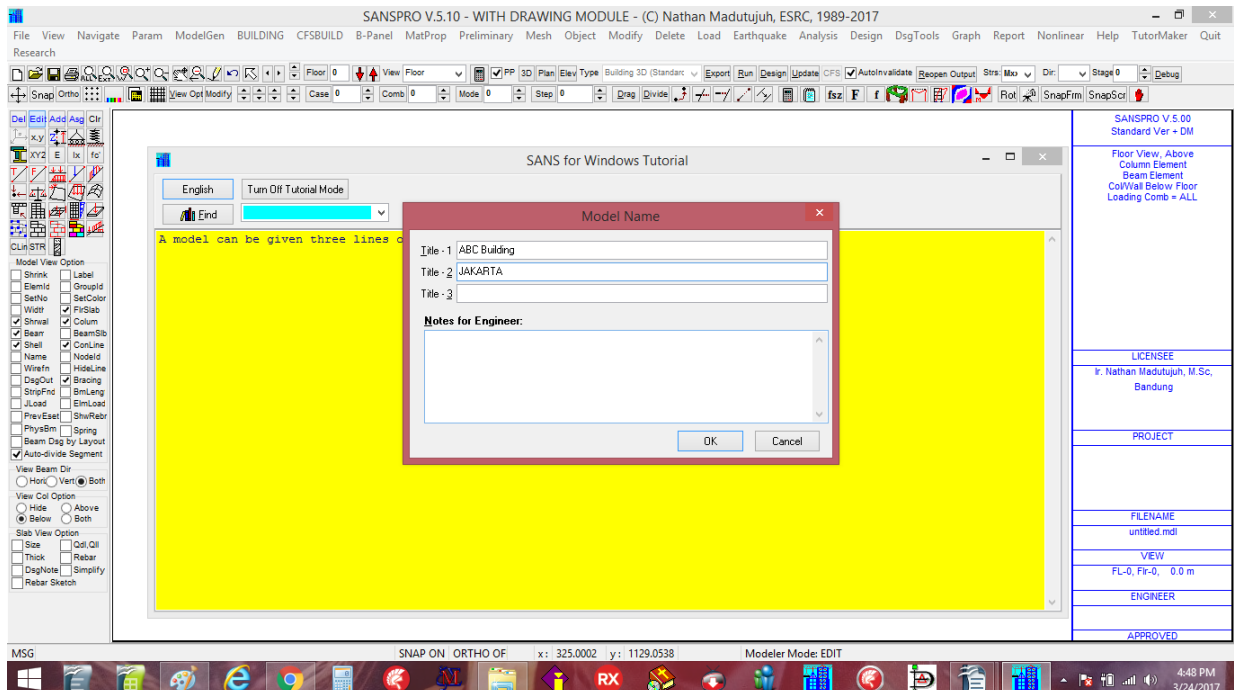 SANSPRO V.5.10 - WITH DRAWING MODULE - (C) Nathan Madutujuh, ESRC, 1989-2017
File View Navigate Param ModelGen BUILDING CFSBUILD B-Panel MatProp Preliminary Mesh Object Modify Delete Load Earthquake Analysis Design DsgTools Graph Report Nonlinear Help TutorMaker Quit
Research
Floor 0 View Floor PP 3D Plan Elev Type Building 3D (Standarc Export Run Design Update CFS AutoInvalidate Reopen Output Strs: Mxo Dir: Stage 0 Debug
Snap Ortho View Opt Modify Case 0 Comb 0 Mode 0 Step 0 Drag Divide fsz F f Rot SnapFrm SnapScr
Del Edit Add Asg Clr
x,y
XY2 E Ix fc'
CLin STR
Model View Option
Shrink Label
ElemId GroupId
SetNo SetColor
Width FlrSlab
Shrwal Colum
Beam BeamSlb
Shell ConLine
Name NodeId
Wirefn HideLine
DsgOut Bracing
StripFnd BmLeng
JLoad ElmLoad
PrevEset ShwRebr
PhysBm Spring
Beam Dsg by Layout
Auto-divide Segment
View Beam Dir
Hori Vert Both
View Col Option
Hide Above
Below Both
Slab View Option
Size Qdl,Qll
Thick Rebar
DsgNote Simplify
Rebar Sketch
SANS for Windows Tutorial
English Turn Off Tutorial Mode
Find
A model can be given three lines o
Model Name
Title - 1 ABC Building
Title - 2 JAKARTA
Title - 3
Notes for Engineer:
OK Cancel
SANSPRO V.5.00
Standard Ver + DM
Floor View, Above
Column Element
Beam Element
Col/Wall Below Floor
Loading Comb = ALL
LICENSEE
Ir. Nathan Madutujuh, M.Sc,
Bandung
PROJECT
FILENAME
untitled.mdl
VIEW
FL-0, Flr-0, 0.0 m
ENGINEER
APPROVED
MSG SNAP ON ORTHO OF x: 325.0002 y: 1129.0538 Modeler Mode: EDIT
RX
4:48 PM
3/24/2017